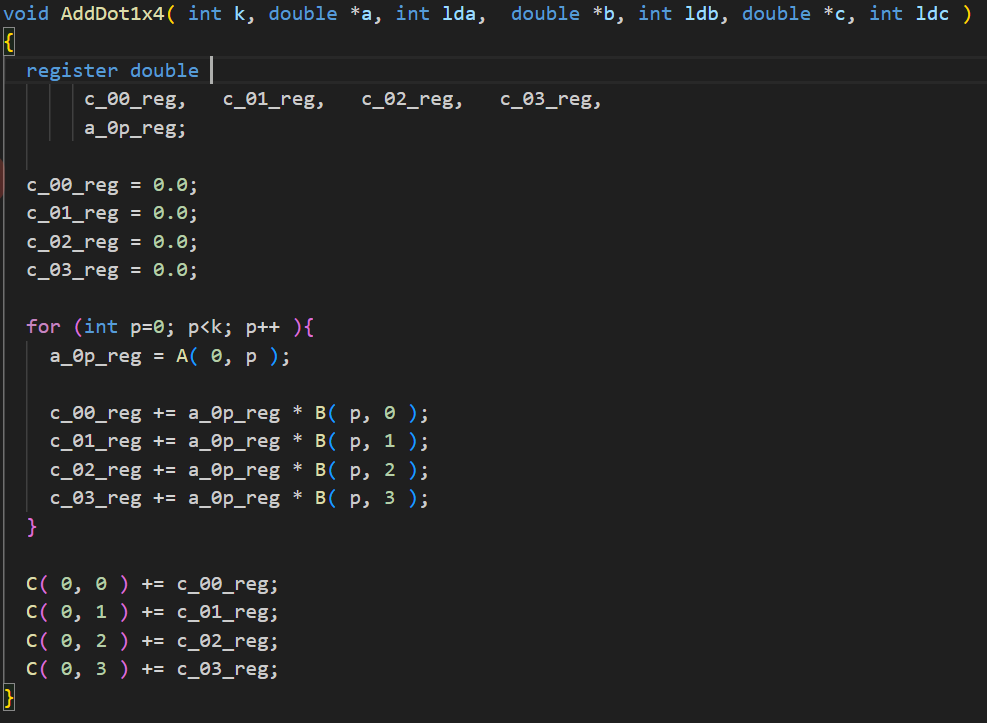 void AddDot1x4( int k, double *a, int lda,  double *b, int ldb, double *c, int ldc )
{
  register double
       c_00_reg,   c_01_reg,   c_02_reg,   c_03_reg,
       a_0p_reg;

  c_00_reg = 0.0;
  c_01_reg = 0.0;
  c_02_reg = 0.0;
  c_03_reg = 0.0;

  for (int p=0; p<k; p++ ){
    a_0p_reg = A( 0, p );

    c_00_reg += a_0p_reg * B( p, 0 );
    c_01_reg += a_0p_reg * B( p, 1 );
    c_02_reg += a_0p_reg * B( p, 2 );
    c_03_reg += a_0p_reg * B( p, 3 );
  }

  C( 0, 0 ) += c_00_reg;
  C( 0, 1 ) += c_01_reg;
  C( 0, 2 ) += c_02_reg;
  C( 0, 3 ) += c_03_reg;
}